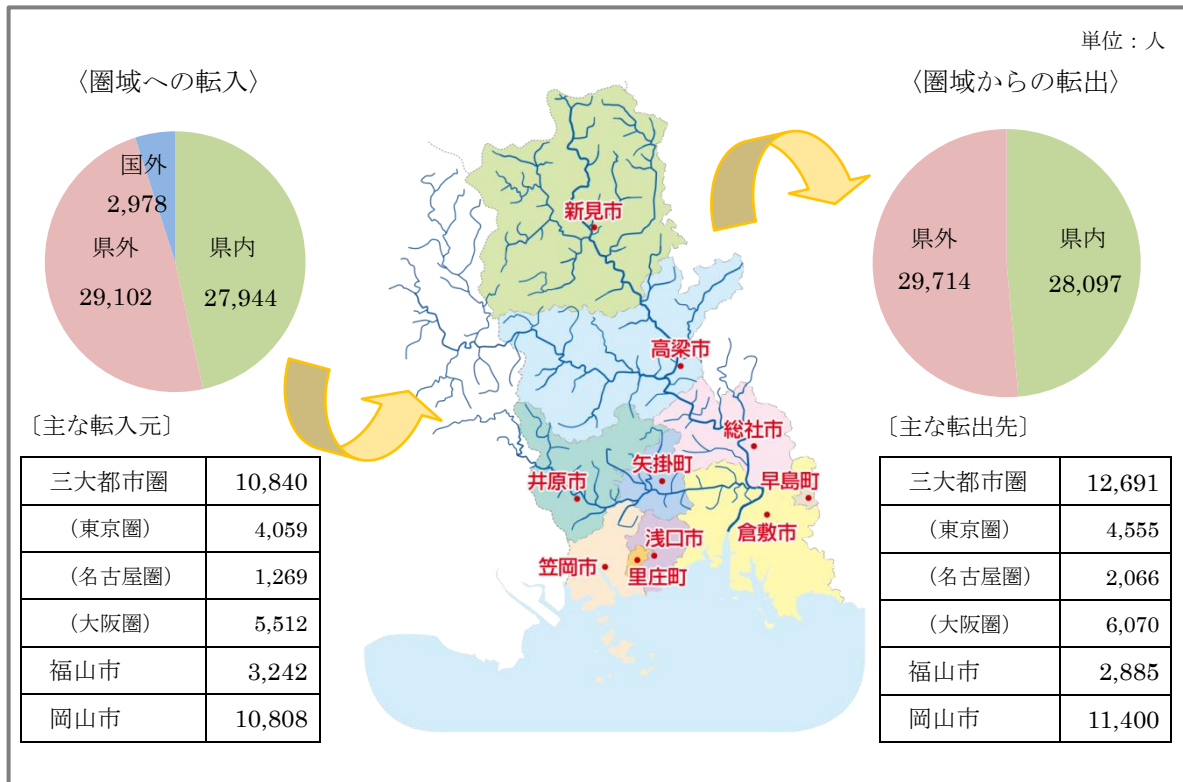 単位：人
〈圏域への転入〉
国外
2,978
県外
29,102
県内
27,944
〔主な転入元〕
三大都市圏 10,840
（東京圏） 4,059
（名古屋圏） 1,269
（大阪圏） 5,512
福山市 3,242
岡山市 10,808
新見市
高梁市
総社市
矢掛町
井原市
早島町
倉敷市
浅口市
笠岡市
里庄町
〈圏域からの転出〉
県外
29,714
県内
28,097
〔主な転出先〕
三大都市圏 12,691
（東京圏） 4,555
（名古屋圏） 2,066
（大阪圏） 6,070
福山市 2,885
岡山市 11,400